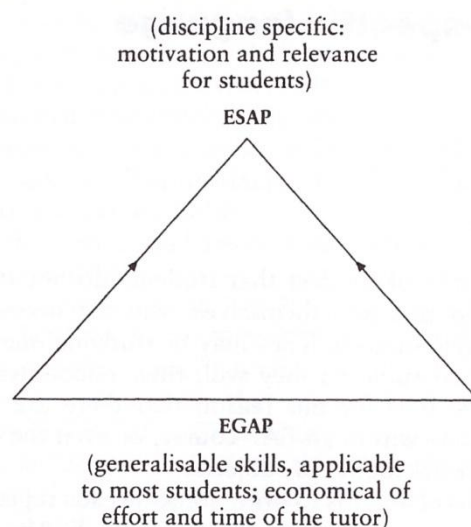 (discipline specific:
motivation and relevance
for students)
ESAP
EGAP
(generalisable skills, applicable
to most students; economical of
effort and time of the tutor)